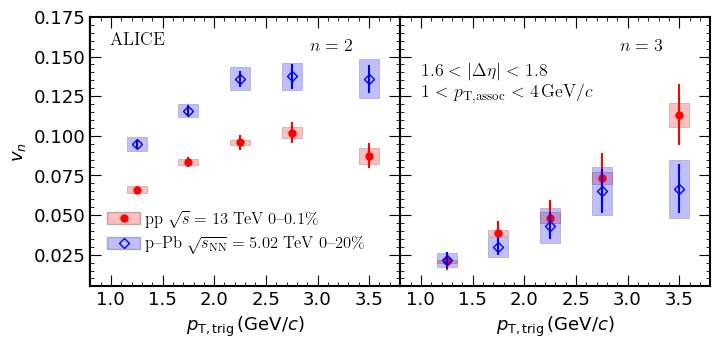 0.175
0.150
0.125
0.100
0.075
0.050
0.025
v_n
ALICE
n = 2
pp √s = 13 TeV 0–0.1%
p–Pb √s_NN = 5.02 TeV 0–20%
1.0 1.5 2.0 2.5 3.0 3.5
p_T,trig (GeV/c)
n = 3
1.6 < |Δη| < 1.8
1 < p_T,assoc < 4 GeV/c
1.0 1.5 2.0 2.5 3.0 3.5
p_T,trig (GeV/c)